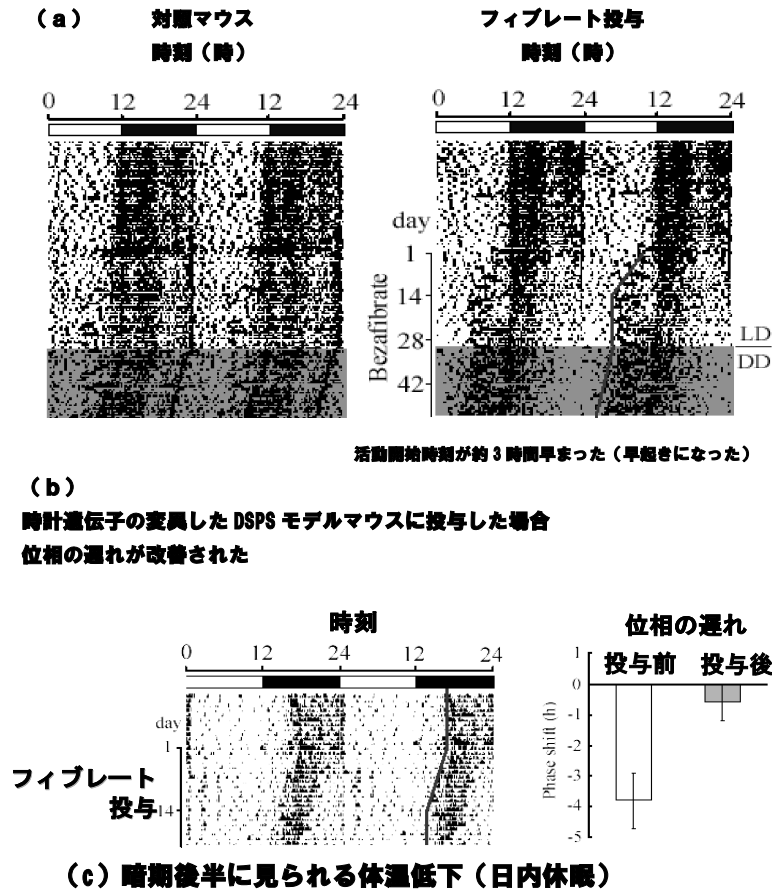 （a）
対照マウス
フィブレート投与
時刻（時）
時刻（時）
0 12 24 12 24
0 12 24 12 24
day
1
14
28
42
Bezafibrate
LD
DD
活動開始時刻が約3時間早まった（早起きになった）
（b）
時計遺伝子の変異したDSPSモデルマウスに投与した場合
位相の遅れが改善された
時刻
0 12 24 12 24
day
1
14
フィブレート
投与
位相の遅れ
投与前 投与後
1
0
-1
-2
-3
-4
-5
Phase shift (h)
（c）暗期後半に見られる体温低下（日内休眠）